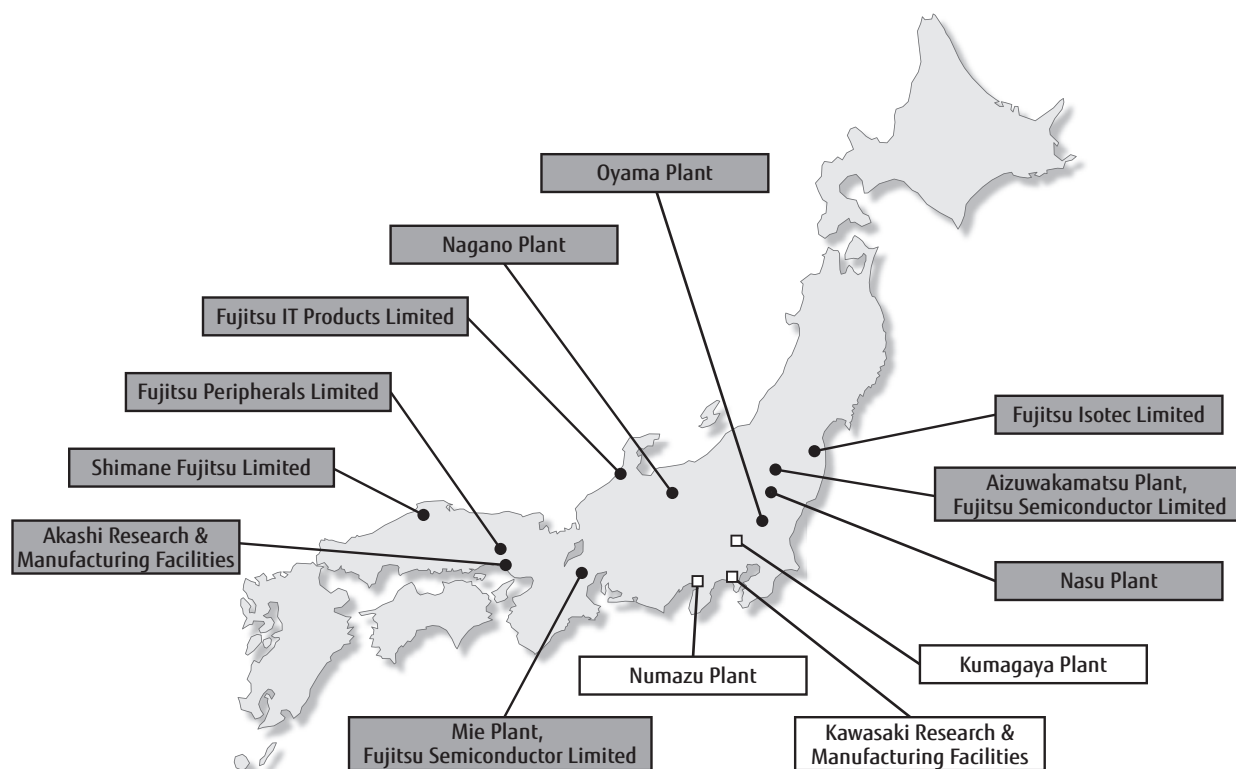 Oyama Plant
Nagano Plant
Fujitsu IT Products Limited
Fujitsu Peripherals Limited
Fujitsu Isotec Limited
Shimane Fujitsu Limited
Aizuwakamatsu Plant,
Fujitsu Semiconductor Limited
Akashi Research &
Manufacturing Facilities
Nasu Plant
Kumagaya Plant
Numazu Plant
Mie Plant,
Fujitsu Semiconductor Limited
Kawasaki Research &
Manufacturing Facilities